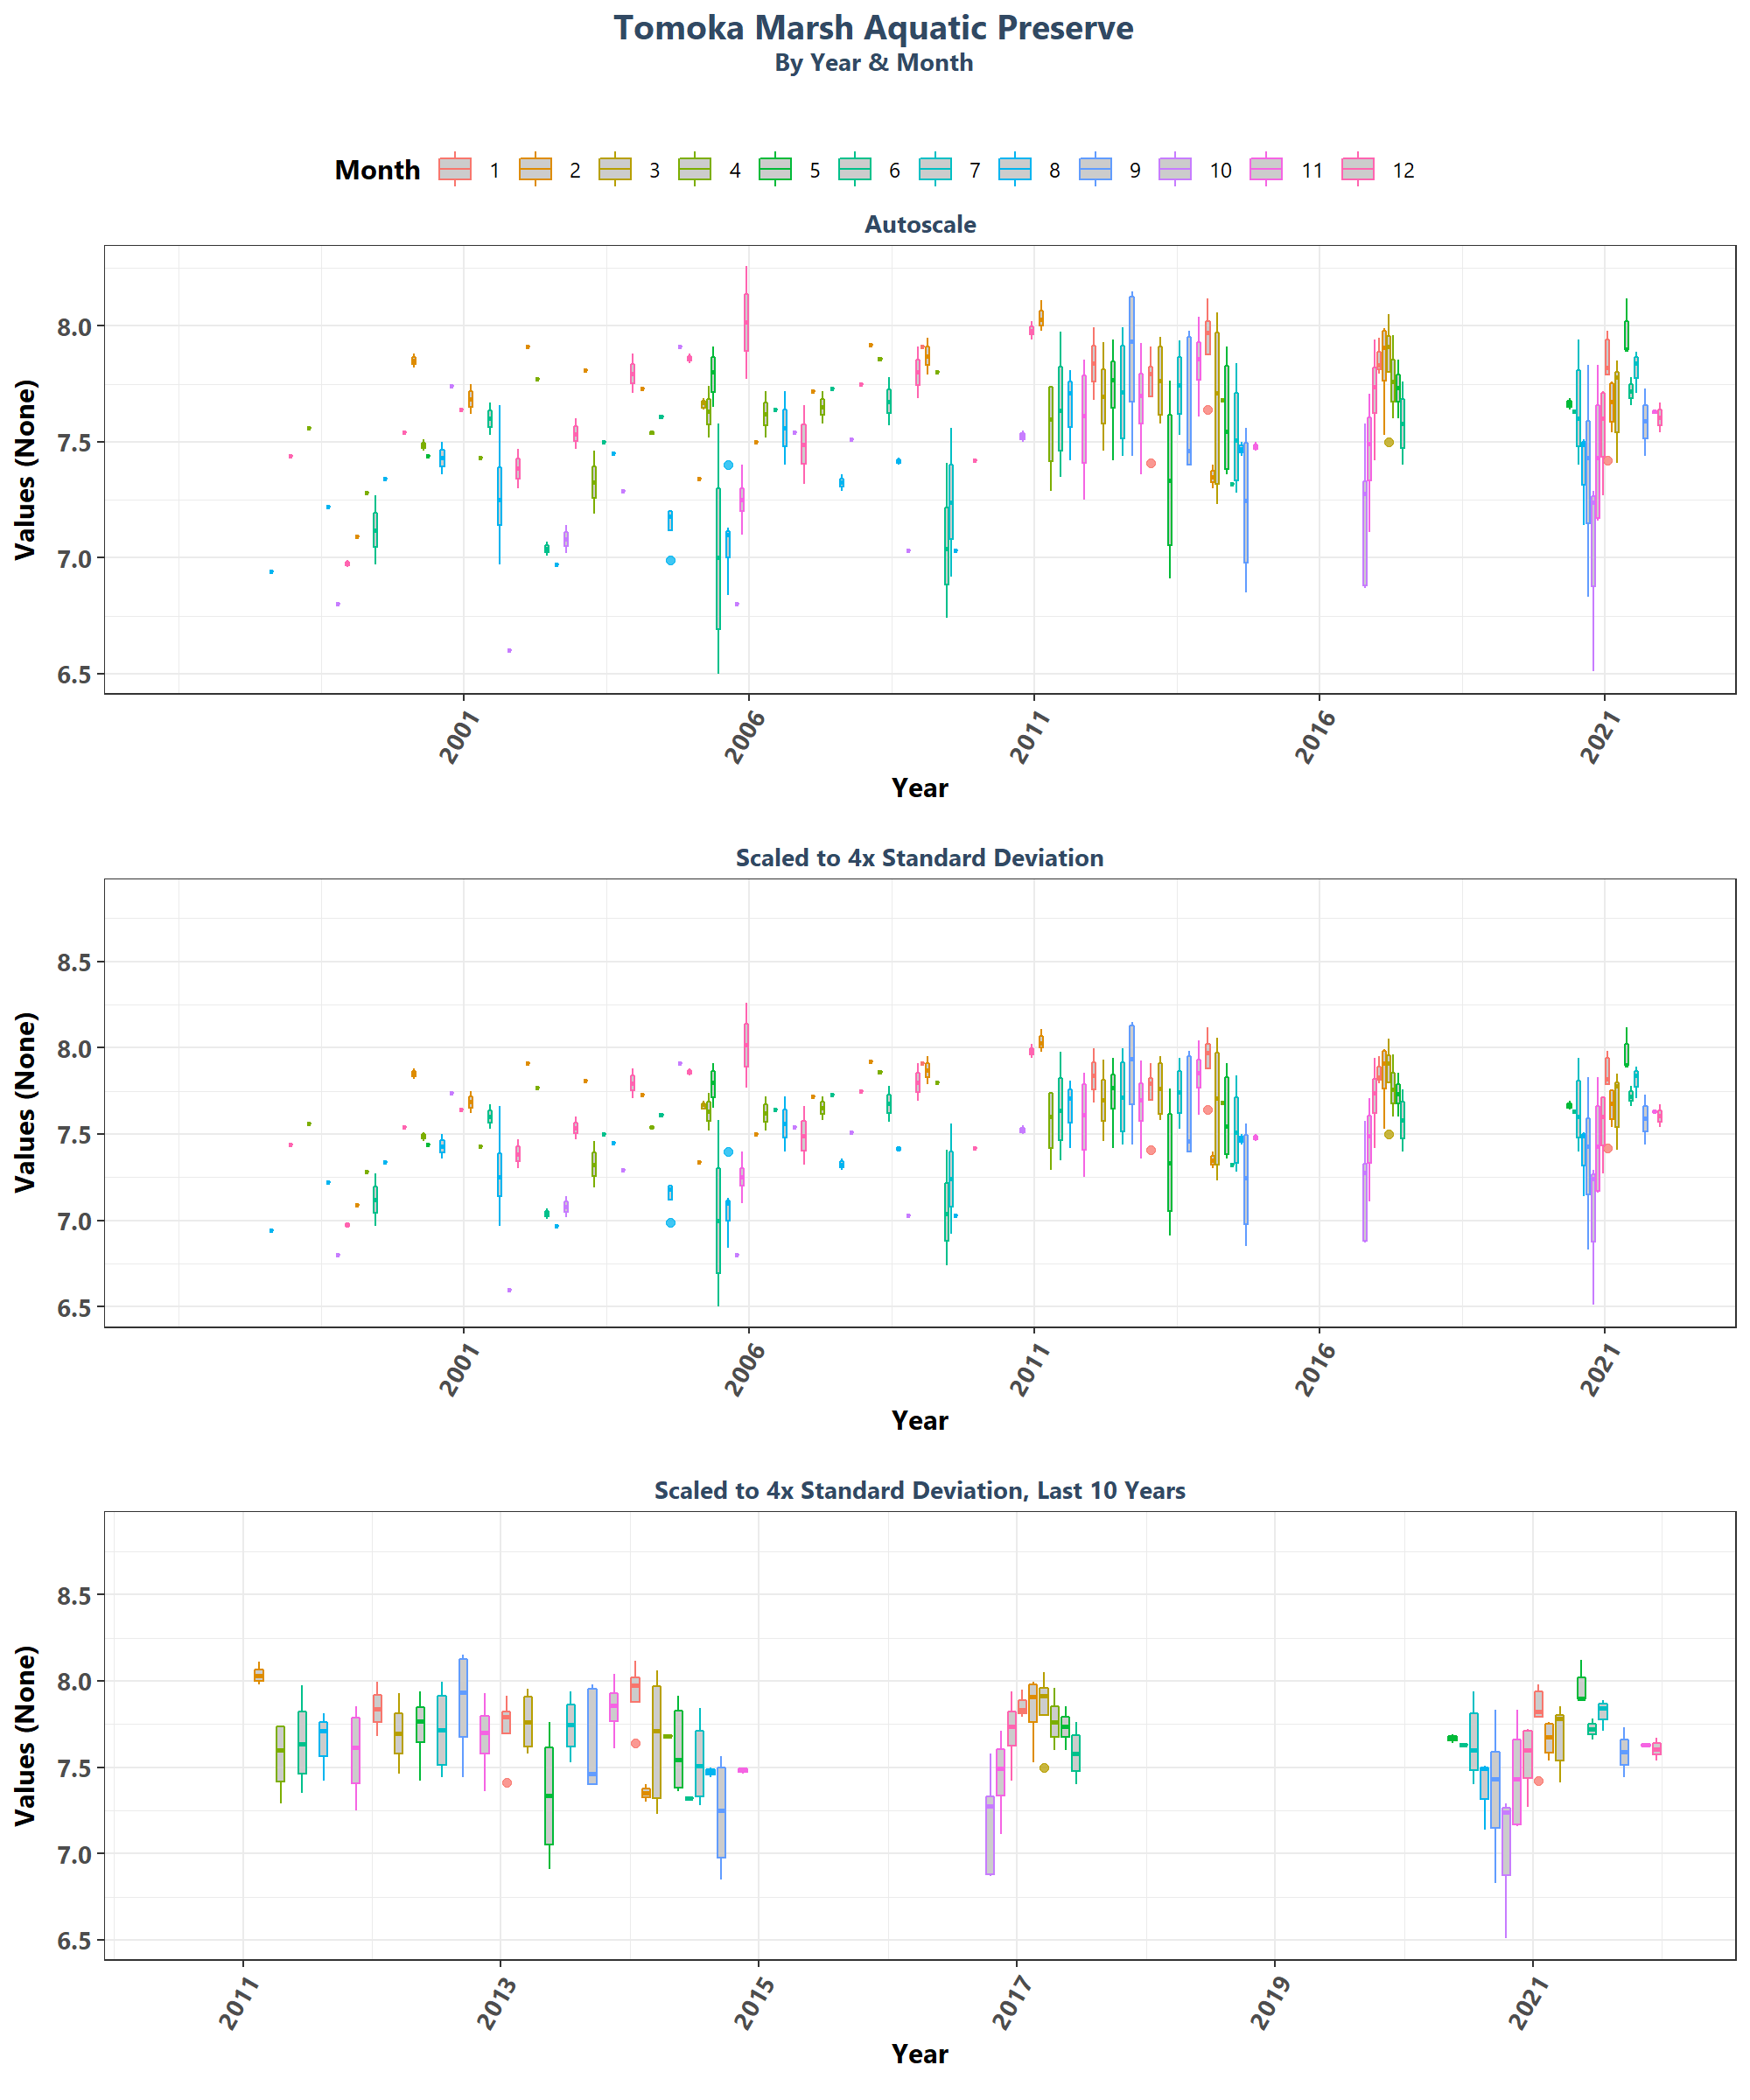 Tomoka Marsh Aquatic Preserve
By Year & Month
Month 1 2 3 4 5 6 7 8 9 10 11 12
Autoscale
Values (None)
8.0
7.5
7.0
6.5
2001 2006 2011 2016 2021
Year
Scaled to 4x Standard Deviation
Values (None)
8.5
8.0
7.5
7.0
6.5
2001 2006 2011 2016 2021
Year
Scaled to 4x Standard Deviation, Last 10 Years
Values (None)
8.5
8.0
7.5
7.0
6.5
2011 2013 2015 2017 2019 2021
Year